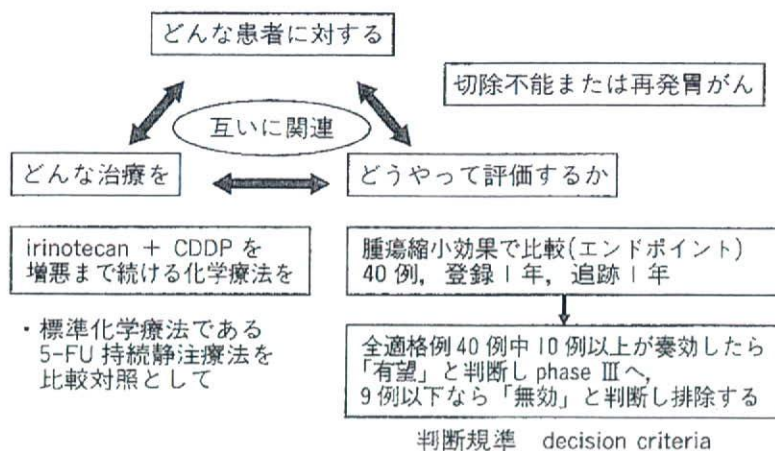 どんな患者に対する
切除不能または再発胃がん
互いに関連
どんな治療を
どうやって評価するか
irinotecan + CDDP を
増悪まで続ける化学療法を
・標準化学療法である
5-FU 持続静注療法を
比較対照として
腫瘍縮小効果で比較(エンドポイント)
40 例, 登録 1 年, 追跡 1 年
全適格例 40 例中 10 例以上が奏効したら
「有望」と判断し phase Ⅲ へ,
9 例以下なら「無効」と判断し排除する
判断規準 decision criteria